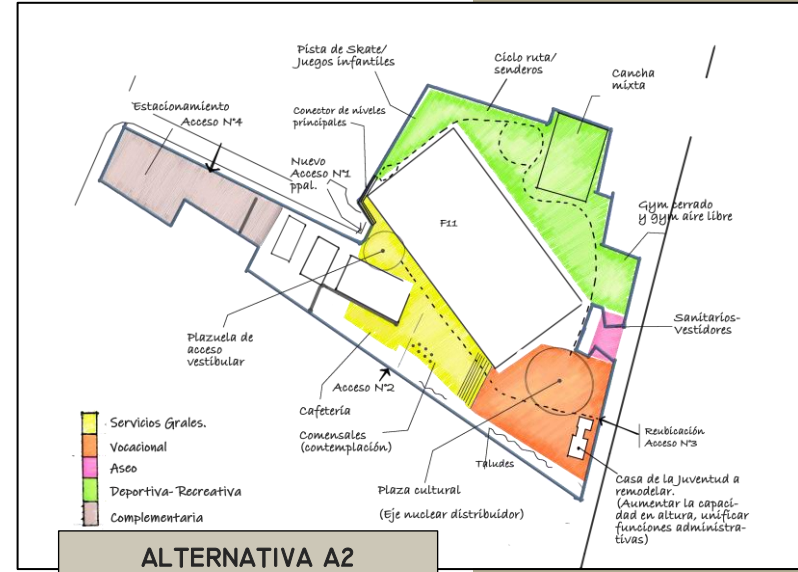 Pista de Skate/
Juegos infantiles
Ciclo ruta/
senderos
Cancha
mixta
Estacionamiento
Acceso N°4
Conector de niveles
principales
Nuevo
Acceso N°1
ppal.
F11
Gym cerrado
y gym aire libre
Sanitarios-
Vestidores
Plazuela de
acceso
vestibular
Acceso N°2
Cafetería
Comensales
(contemplación)
Taludes
Reubicación
Acceso N°3
Plaza cultural
(Eje nuclear distribuidor)
Casa de la Juventud a
remodelar.
(Aumentar la capaci-
dad en altura, unificar
funciones administra-
tivas)
Servicios Grales.
Vocacional
Aseo
Deportiva- Recreativa
Complementaria
ALTERNATIVA A2